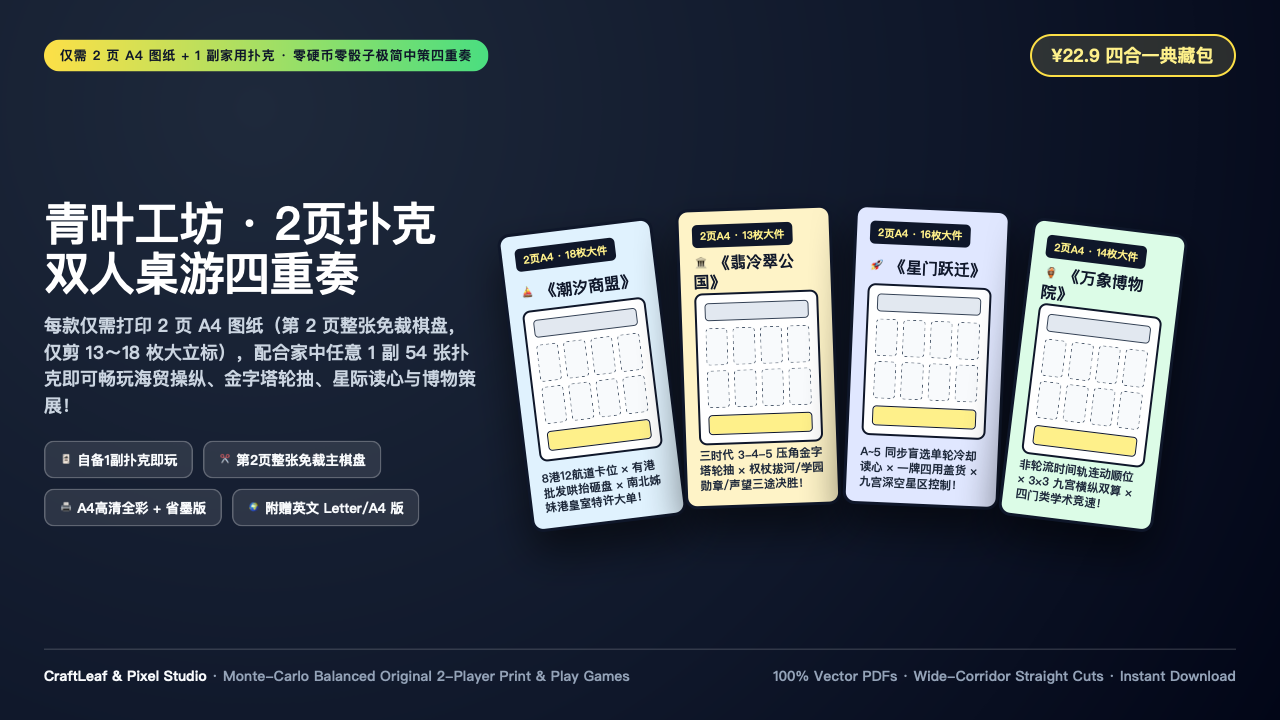 仅需 2 页 A4 图纸 + 1 副家用扑克 · 零硬币零骰子极简中策四重奏
¥22.9 四合一典藏包
青叶工坊 · 2页扑克
双人桌游四重奏
每款仅需打印 2 页 A4 图纸（第 2 页整张免裁棋盘，
仅剪 13～18 枚大立标），配合家中任意 1 副 54 张扑
克即可畅玩海贸操纵、金字塔轮抽、星际读心与博物策
展！
自备1副扑克即玩
第2页整张免裁主棋盘
A4高清全彩 + 省墨版
附赠英文 Letter/A4 版
2页A4 · 18枚大件
《潮汐商盟》
8港12航道卡位 × 有港
批发哄抬砸盘 × 南北姊
妹港皇室特许大单！
2页A4 · 13枚大件
《翡冷翠公
国》
三时代 3-4-5 压角金字
塔轮抽 × 权杖拔河/学园
勋章/声望三途决胜！
2页A4 · 16枚大件
《星门跃迁》
A-5 同步盲选单轮冷却
读心 × 一牌四用盖货 ×
九宫深空星区控制！
2页A4 · 14枚大件
《万象博物
院》
非轮流时间轨连动顺位
× 3×3 九宫横纵双算 ×
四门类学术竞速！
CraftLeaf & Pixel Studio · Monte-Carlo Balanced Original 2-Player Print & Play Games
100% Vector PDFs · Wide-Corridor Straight Cuts · Instant Download